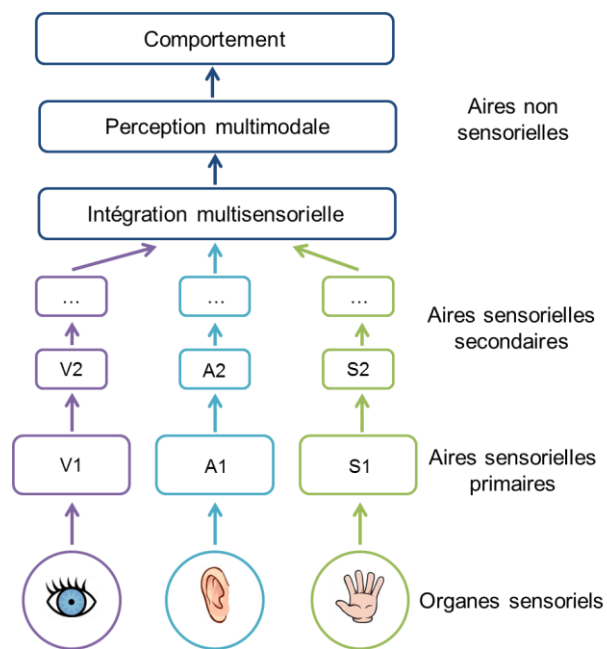 Comportement
Perception multimodale
Aires non
sensorielles
Intégration multisensorielle
... ... ...
Aires sensorielles
secondaires
V2 A2 S2
V1 A1 S1
Aires sensorielles
primaires
Organes sensoriels